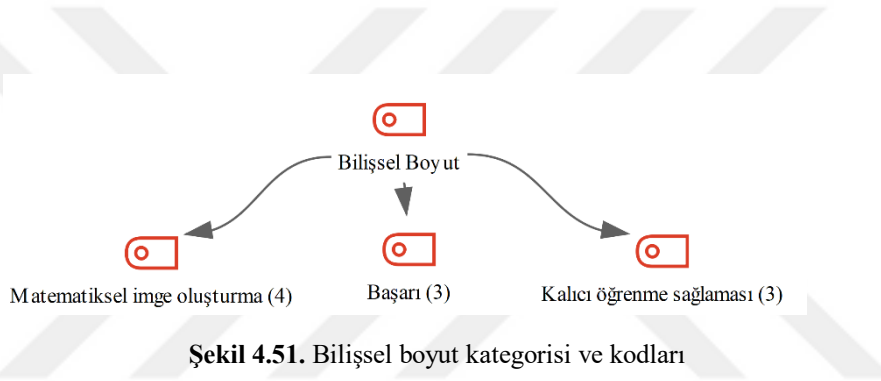 Bilişsel Boyut
Matematiksel imge oluşturma (4)
Başarı (3)
Kalıcı öğrenme sağlaması (3)
Şekil 4.51. Bilişsel boyut kategorisi ve kodları